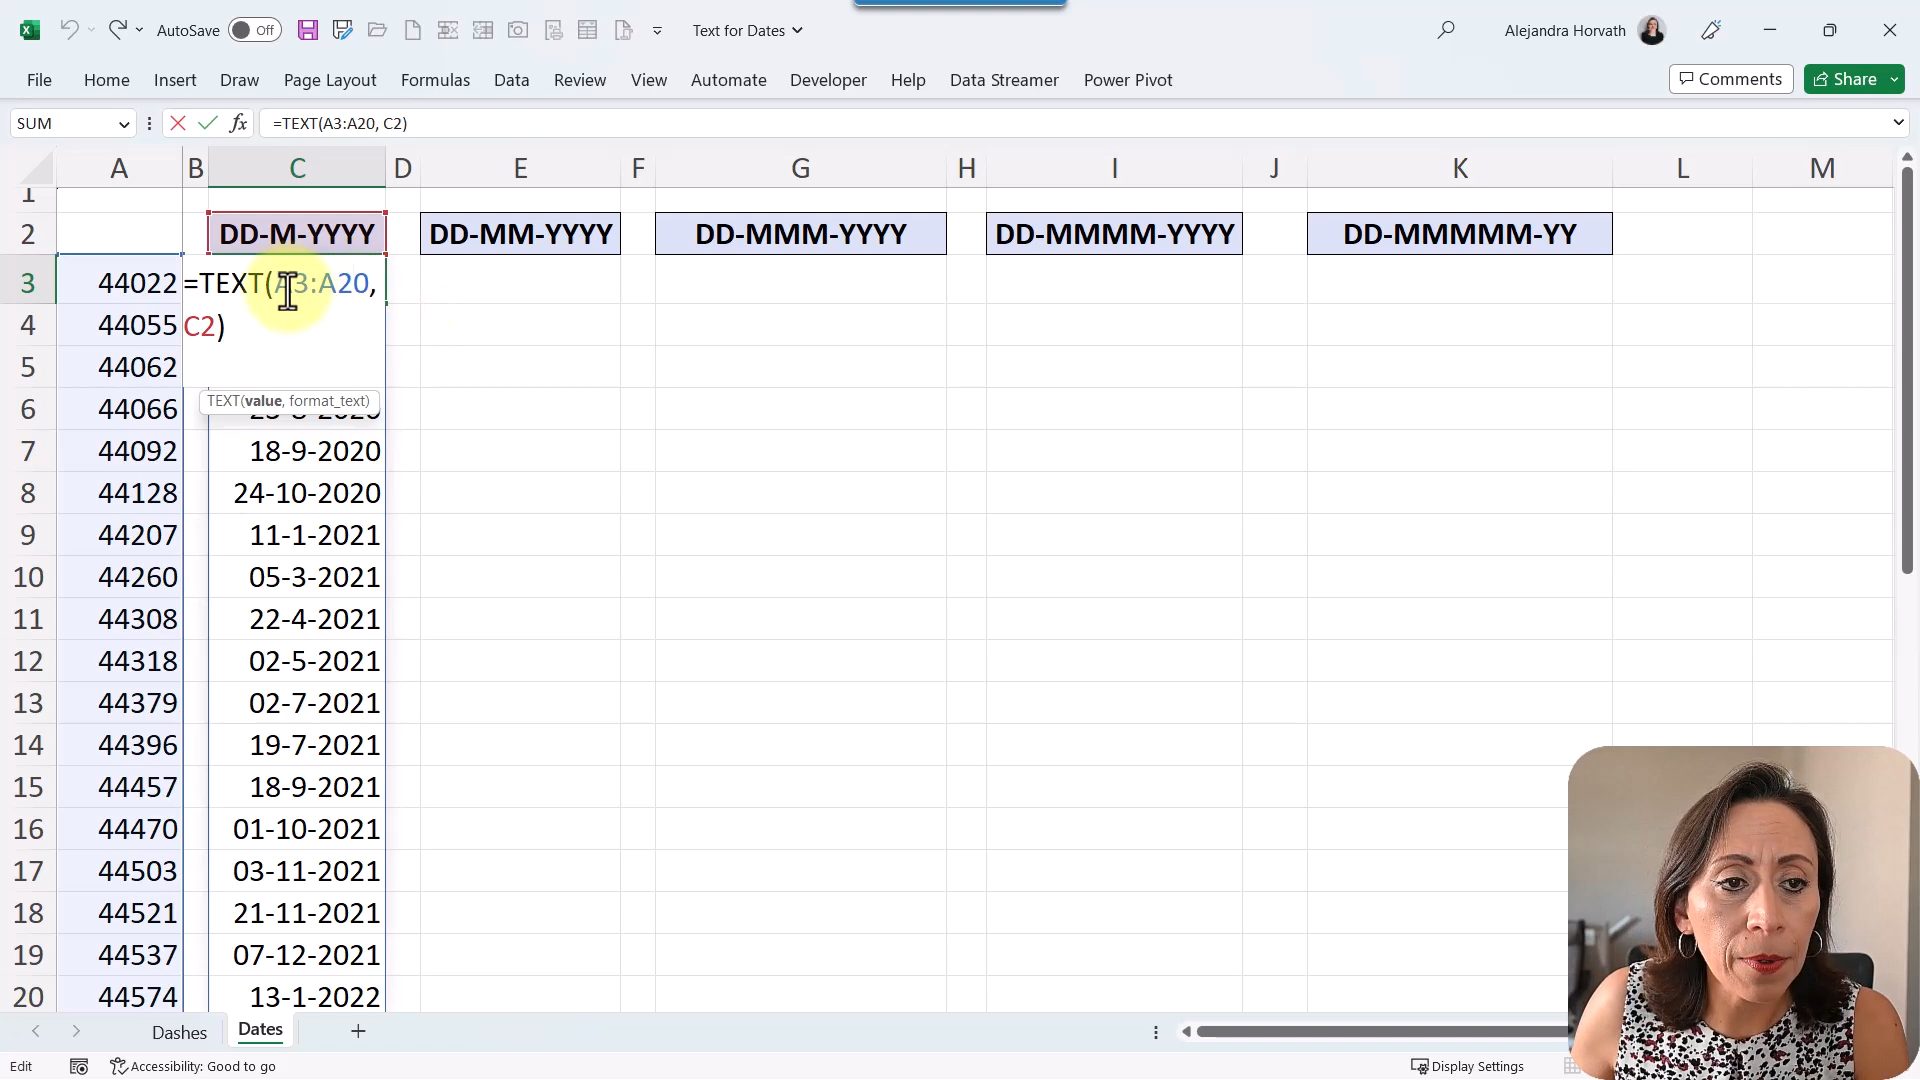 AutoSave Off Text for Dates Alejandra Horvath
File Home Insert Draw Page Layout Formulas Data Review View Automate Developer Help Data Streamer Power Pivot Comments Share
SUM fx =TEXT(A3:A20, C2)
A B C D E F G H I J K L M
1
2 DD-M-YYYY DD-MM-YYYY DD-MMM-YYYY DD-MMMM-YYYY DD-MMMMM-YY
3 44022 =TEXT(A3:A20,
4 44055 C2)
5 44062
TEXT(value, format_text)
6 44066
7 44092 18-9-2020
8 44128 24-10-2020
9 44207 11-1-2021
10 44260 05-3-2021
11 44308 22-4-2021
12 44318 02-5-2021
13 44379 02-7-2021
14 44396 19-7-2021
15 44457 18-9-2021
16 44470 01-10-2021
17 44503 03-11-2021
18 44521 21-11-2021
19 44537 07-12-2021
20 44574 13-1-2022
Dashes Dates
Edit Accessibility: Good to go Display Settings